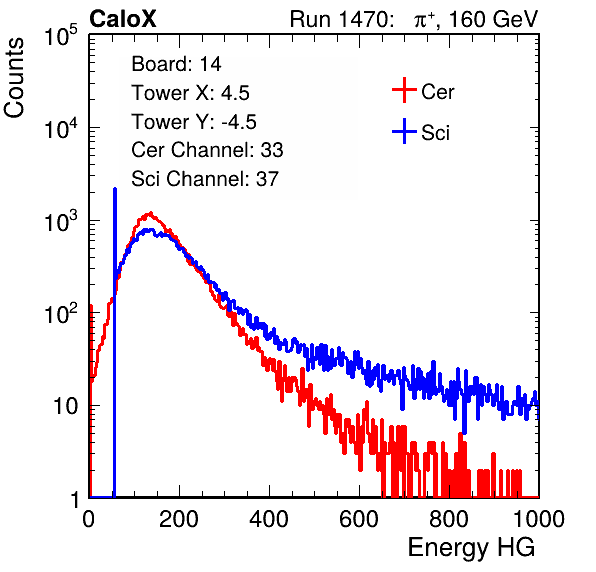 CaloX Run 1470: π⁺, 160 GeV
Counts
10⁵
10⁴
10³
10²
10
1
Board: 14
Tower X: 4.5
Tower Y: -4.5
Cer Channel: 33
Sci Channel: 37
Cer
Sci
0 200 400 600 800 1000
Energy HG